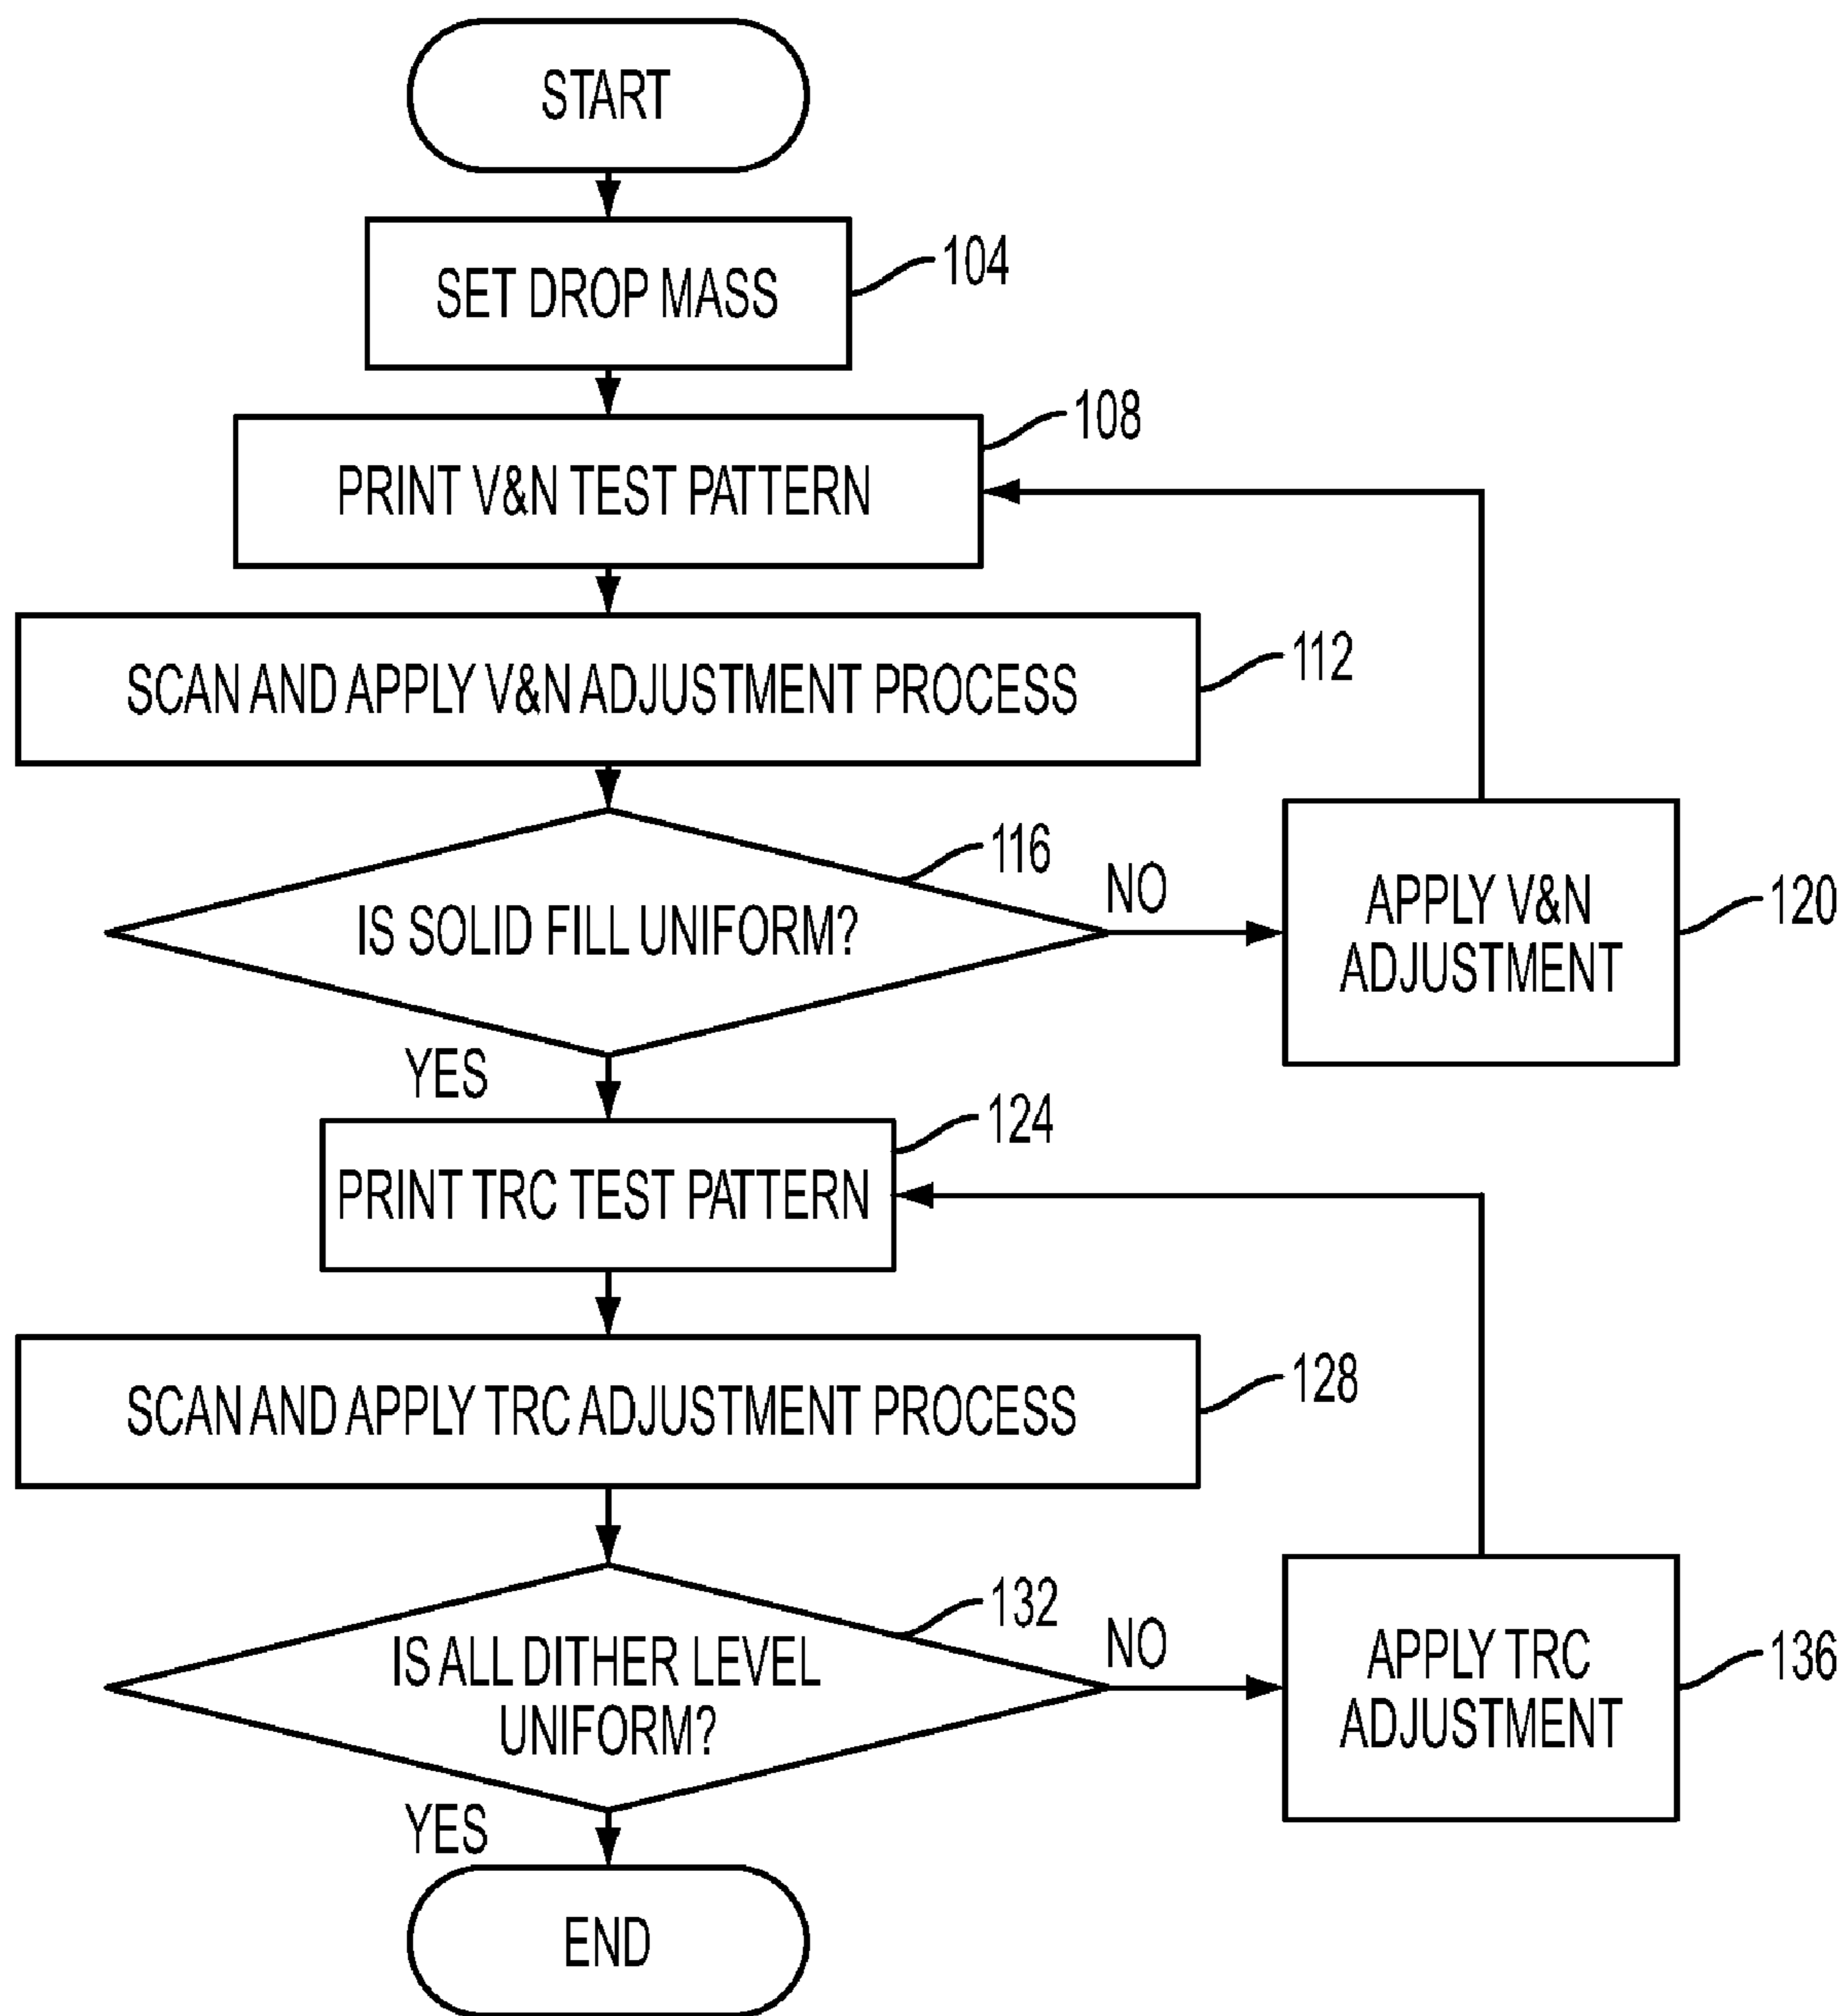 START
SET DROP MASS
104
PRINT V&N TEST PATTERN
108
SCAN AND APPLY V&N ADJUSTMENT PROCESS
112
IS SOLID FILL UNIFORM?
116
NO
APPLY V&N
ADJUSTMENT
120
YES
PRINT TRC TEST PATTERN
124
SCAN AND APPLY TRC ADJUSTMENT PROCESS
128
IS ALL DITHER LEVEL
UNIFORM?
132
NO
APPLY TRC
ADJUSTMENT
136
YES
END